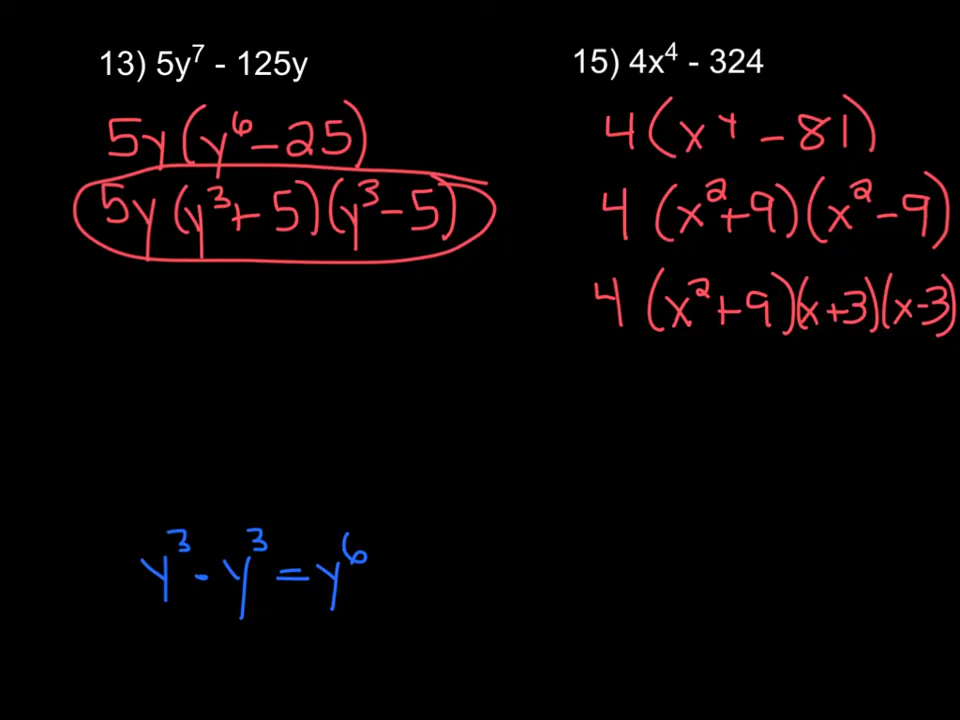 13) 5y⁷ - 125y
5y(y⁶ - 25)
5y(y³ + 5)(y³ - 5)
y³ · y³ = y⁶
15) 4x⁴ - 324
4(x⁴ - 81)
4(x² + 9)(x² - 9)
4(x² + 9)(x + 3)(x - 3)